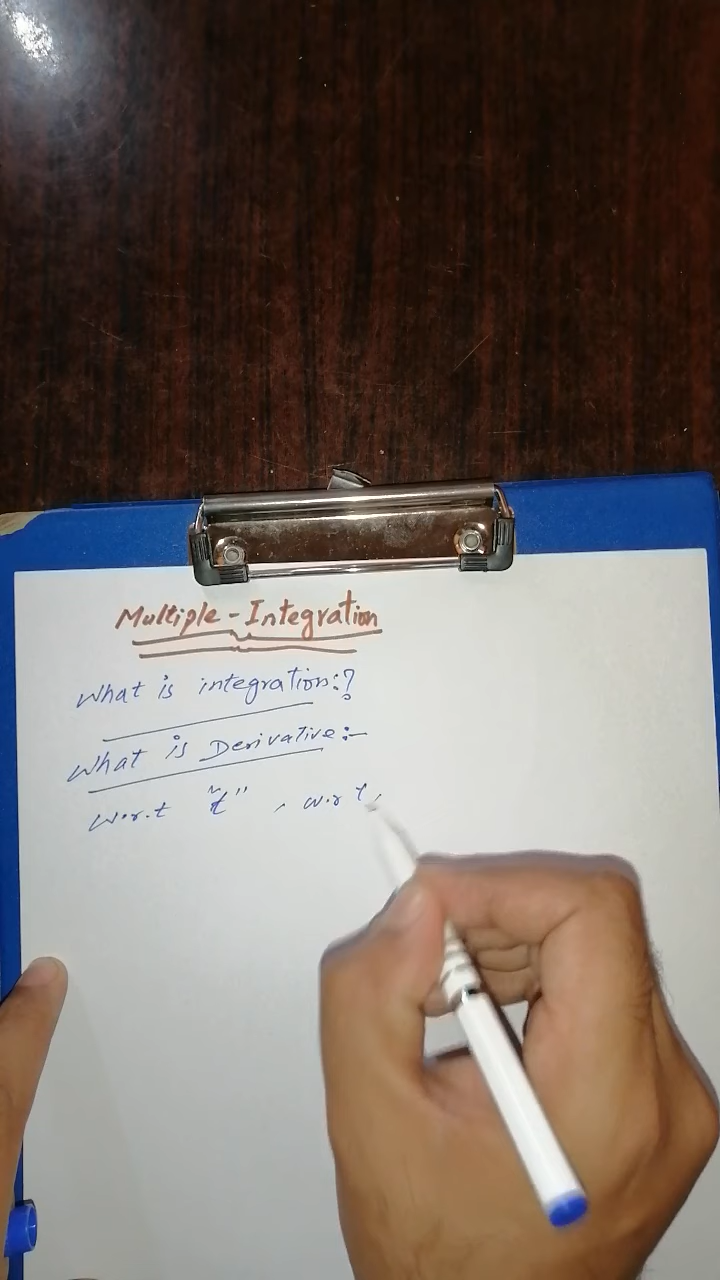 Multiple - Integration
What is integration:?
What is Derivative:-
w.r.t "t" , w.r.t